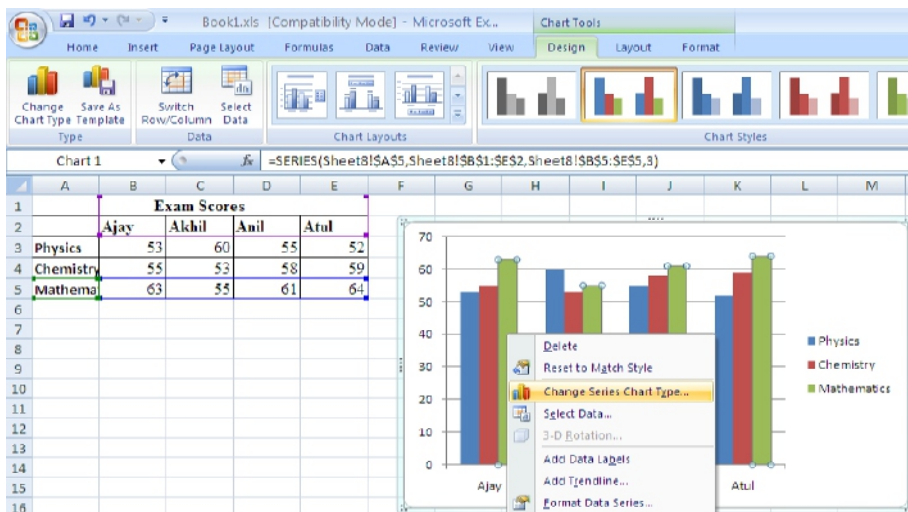 Book1.xls [Compatibility Mode] - Microsoft Ex... Chart Tools
Home Insert Page Layout Formulas Data Review View Design Layout Format
Change Chart Type Save As Template Switch Row/Column Select Data
Type Data Chart Layouts Chart Styles
Chart 1 fx =SERIES(Sheet8!$A$5,Sheet8!$B$1:$E$2,Sheet8!$B$5:$E$5,3)
A B C D E F G H I J K L M
1 Exam Scores
2 Ajay Akhil Anil Atul
3 Physics 53 60 55 52
4 Chemistry 55 53 58 59
5 Mathema 63 55 61 64
6
7
8
9
10
11
12
13
14
15
16
70
60
50
40
30
20
10
0
Ajay Atul
Physics
Chemistry
Mathematics
Delete
Reset to Match Style
Change Series Chart Type...
Select Data...
3-D Rotation...
Add Data Labels
Add Trendline...
Format Data Series...